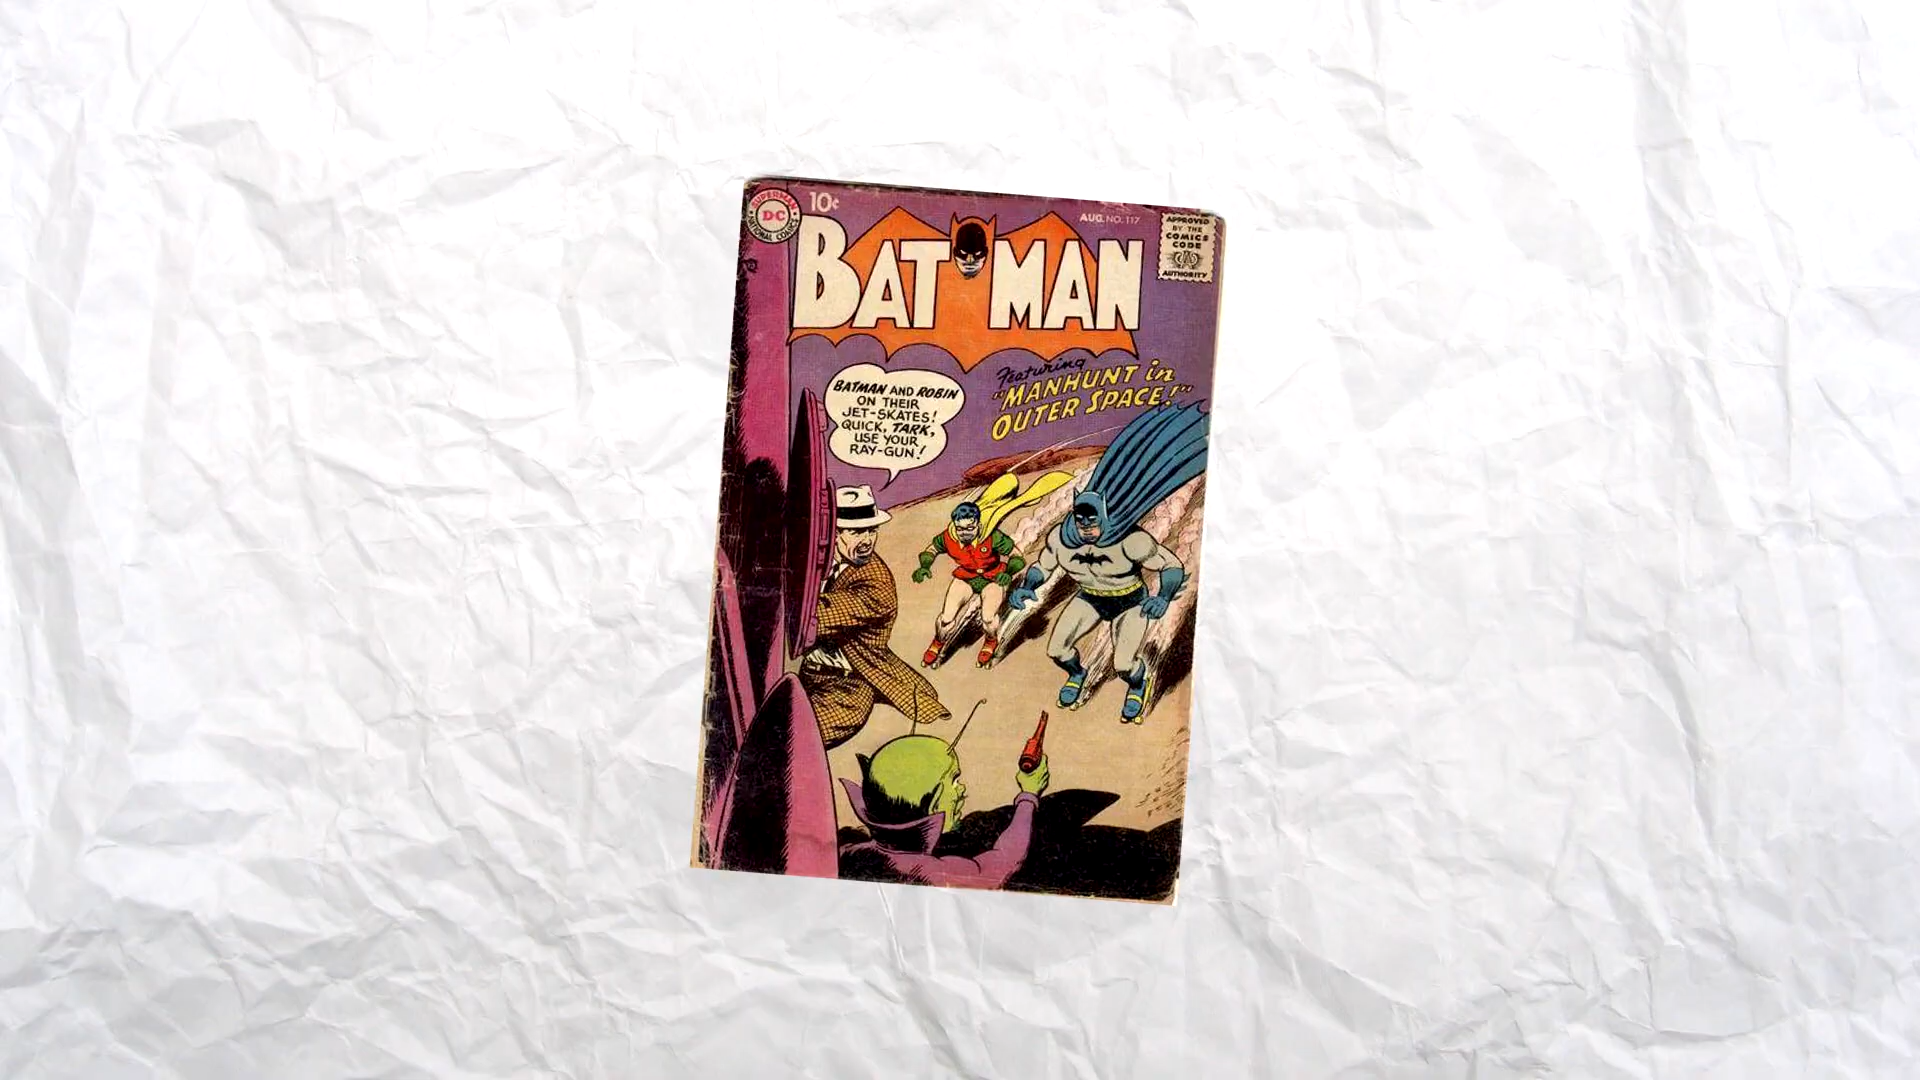 SUPERMAN
DC
NATIONAL COMICS
10¢
AUG. NO. 117
APPROVED
BY THE
COMICS
CODE
AUTHORITY
BATMAN
Featuring
"MANHUNT in
OUTER SPACE!"
BATMAN AND ROBIN
ON THEIR
JET-SKATES!
QUICK, TARK,
USE YOUR
RAY-GUN!